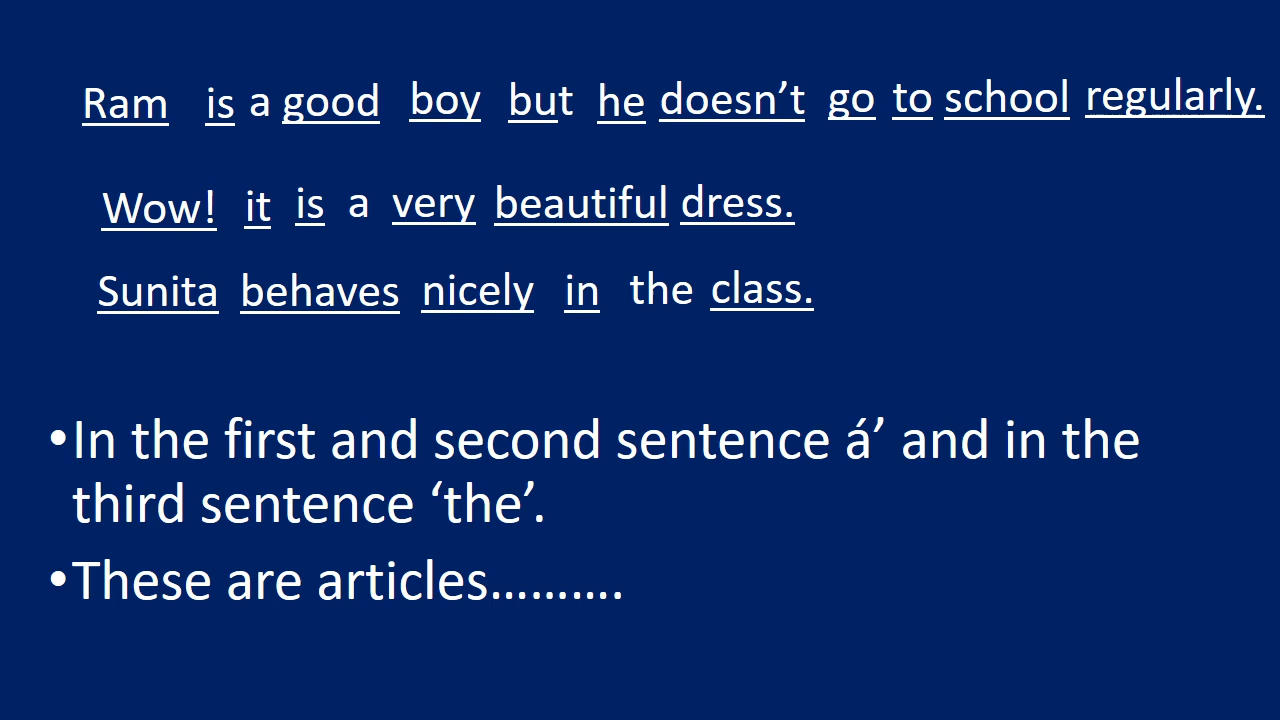 Ram is a good boy but he doesn’t go to school regularly.
Wow! it is a very beautiful dress.
Sunita behaves nicely in the class.
•In the first and second sentence á’ and in the
third sentence ‘the’.
•These are articles……….